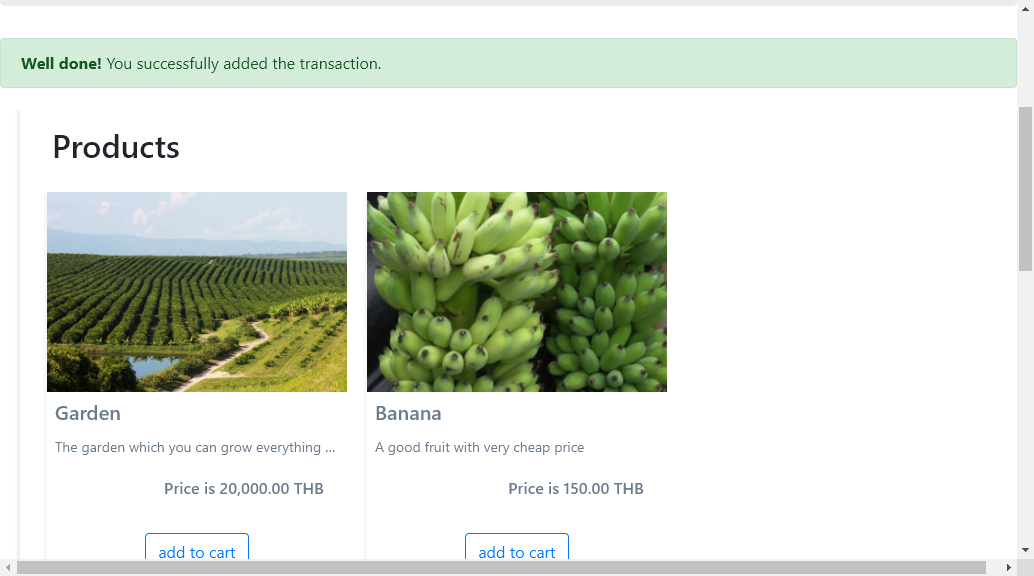 Well done! You successfully added the transaction.
Products
Garden
The garden which you can grow everything ...
Price is 20,000.00 THB
add to cart
Banana
A good fruit with very cheap price
Price is 150.00 THB
add to cart